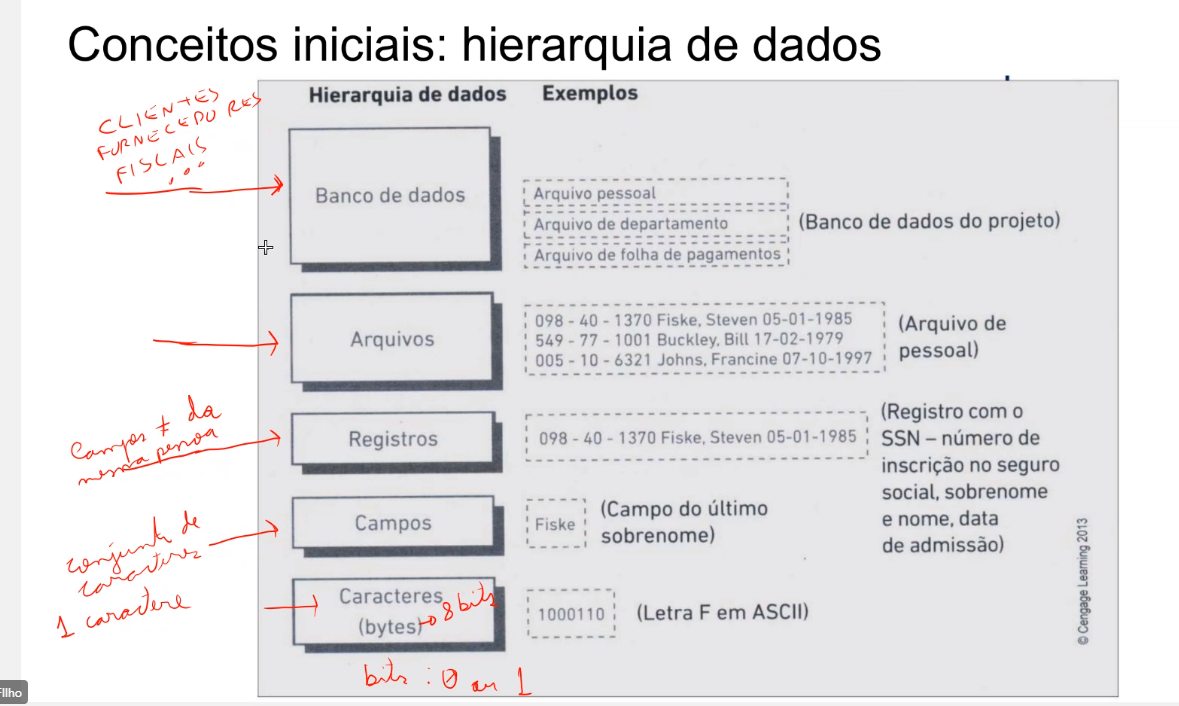 Conceitos iniciais: hierarquia de dados
CLIENTES
FORNECEDORES
FISCAIS
...
Hierarquia de dados
Exemplos
Banco de dados
Arquivo pessoal
Arquivo de departamento
Arquivo de folha de pagamentos
(Banco de dados do projeto)
Arquivos
098 - 40 - 1370 Fiske, Steven 05-01-1985
549 - 77 - 1001 Buckley, Bill 17-02-1979
005 - 10 - 6321 Johns, Francine 07-10-1997
(Arquivo de
pessoal)
Campos ≠ da
mesma pessoa
Registros
098 - 40 - 1370 Fiske, Steven 05-01-1985
(Registro com o
SSN – número de
inscrição no seguro
social, sobrenome
e nome, data
de admissão)
conjunto de
caracteres
Campos
Fiske
(Campo do último
sobrenome)
1 caractere
Caracteres
(bytes)→ 8 bits
1000110
(Letra F em ASCII)
bits : 0 ou 1
© Cengage Learning 2013
FIlho